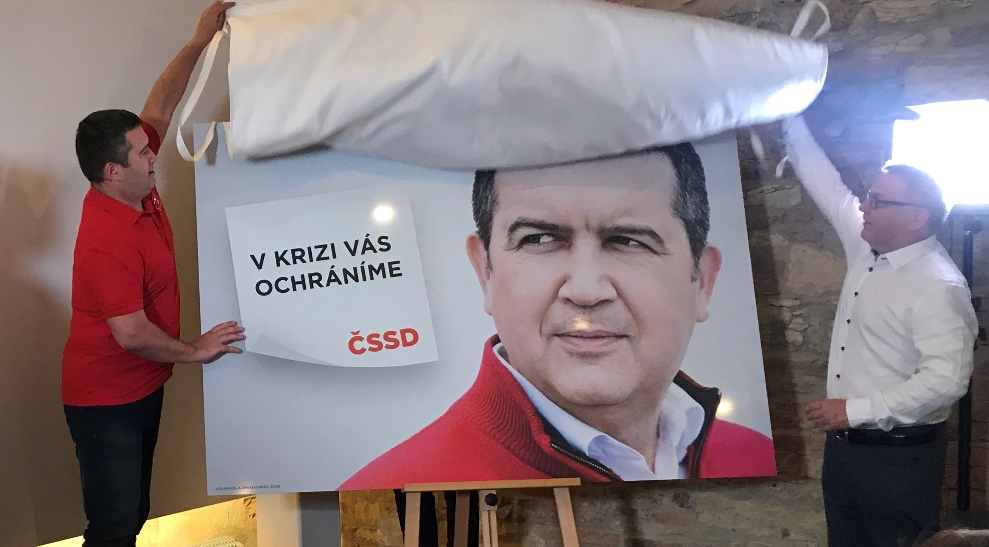 V KRIZI VÁS
OCHRÁNÍME
ČSSD